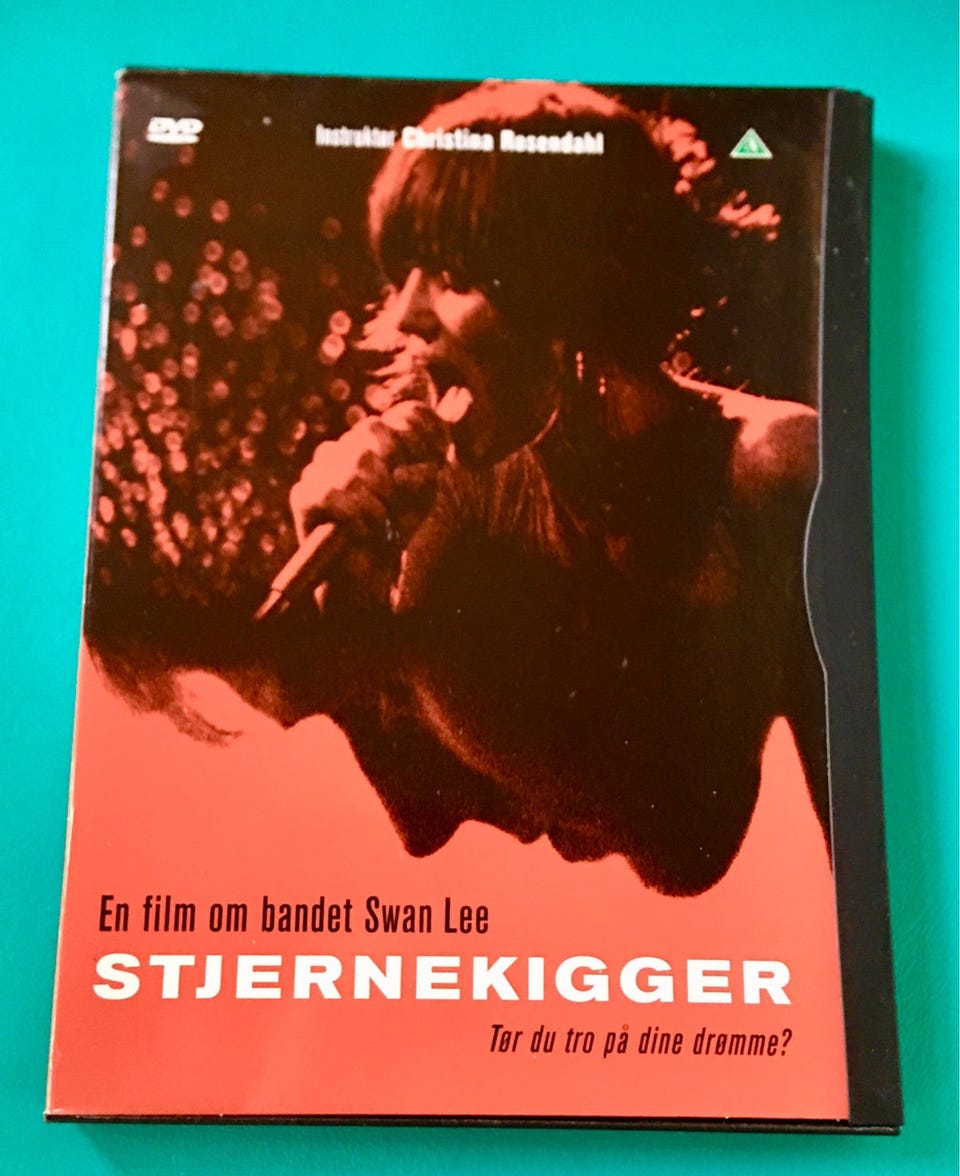 DVD
Instruktør Christina Rosendahl
A
En film om bandet Swan Lee
STJERNEKIGGER
Tør du tro på dine drømme?